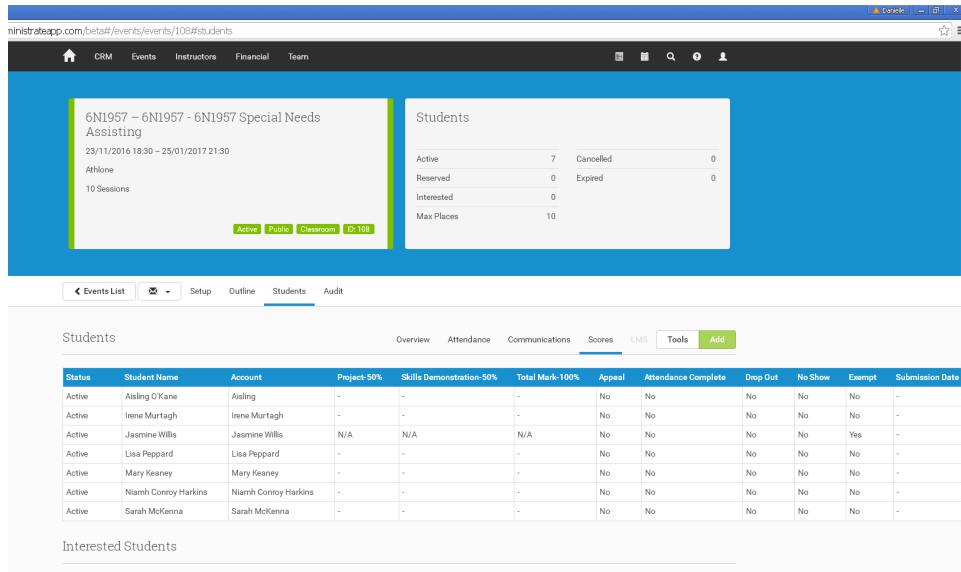 Danielle
ministrateapp.com/beta#/events/events/108#students
CRM Events Instructors Financial Team
6N1957 – 6N1957 - 6N1957 Special Needs
Assisting
23/11/2016 18:30 – 25/01/2017 21:30
Athlone
10 Sessions
Active Public Classroom ID: 108
Students
Active 7 Cancelled 0
Reserved 0 Expired 0
Interested 0
Max Places 10
Events List Setup Outline Students Audit
Students Overview Attendance Communications Scores LMS Tools Add
Status Student Name Account Project-50% Skills Demonstration-50% Total Mark-100% Appeal Attendance Complete Drop Out No Show Exempt Submission Date
Active Aisling O'Kane Aisling - - - No No No No No -
Active Irene Murtagh Irene Murtagh - - - No No No No No -
Active Jasmine Willis Jasmine Willis N/A N/A N/A No No No No Yes -
Active Lisa Peppard Lisa Peppard - - - No No No No No -
Active Mary Keaney Mary Keaney - - - No No No No No -
Active Niamh Conroy Harkins Niamh Conroy Harkins - - - No No No No No -
Active Sarah McKenna Sarah McKenna - - - No No No No No -
Interested Students